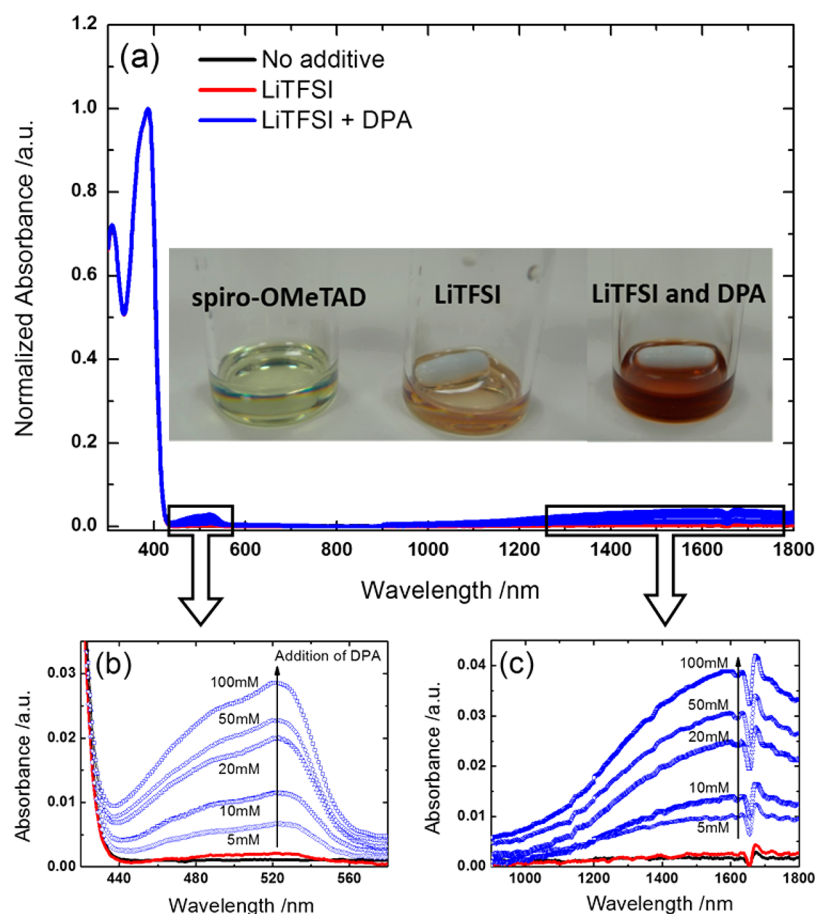 (a)
No additive
LiTFSI
LiTFSI + DPA
Normalized Absorbance /a.u.
1.2
1.0
0.8
0.6
0.4
0.2
0.0
spiro-OMeTAD
LiTFSI
LiTFSI and DPA
400 600 800 1000 1200 1400 1600 1800
Wavelength /nm
(b)
Addition of DPA
Absorbance /a.u.
0.03
0.02
0.01
0.00
100mM
50mM
20mM
10mM
5mM
440 480 520 560
Wavelength /nm
(c)
Absorbance /a.u.
0.04
0.03
0.02
0.01
0.00
100mM
50mM
20mM
10mM
5mM
1000 1200 1400 1600 1800
Wavelength /nm